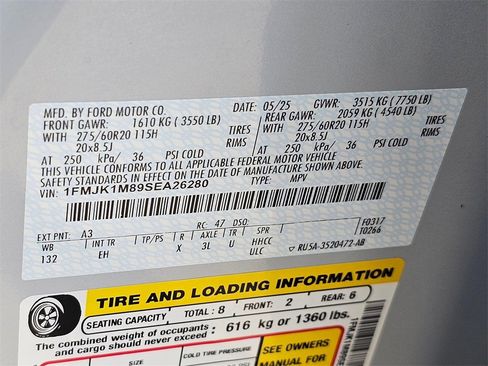 MFD. BY FORD MOTOR CO. DATE: 05/25 GVWR: 3515 KG (7750 LB)
FRONT GAWR: 1610 KG (3550 LB) REAR GAWR: 2059 KG (4540 LB)
WITH 275/60R20 115H TIRES WITH 275/60R20 115H TIRES
20x8.5J RIMS 20x8.5J RIMS
AT 250 kPa/ 36 PSI COLD AT 250 kPa/ 36 PSI COLD
THIS VEHICLE CONFORMS TO ALL APPLICABLE FEDERAL MOTOR VEHICLE
SAFETY STANDARDS IN EFFECT ON THE DATE OF MANUFACTURE SHOWN ABOVE.
VIN: 1FMJK1M89SEA26280 TYPE: MPV
EXT PNT: A3 RC: 47 DSO: F0317
WB INT TR TP/PS R AXLE TR SPR T0266
132 EH X 3L U HHCC
ULC RU5A-3520472-AB
TIRE AND LOADING INFORMATION
SEATING CAPACITY TOTAL: 8 FRONT: 2 REAR: 6
The combined weight of occupants
and cargo should never exceed: 616 kg or 1360 lbs.
SIZE COLD TIRE PRESSURE SEE OWNERS
MANUAL FOR